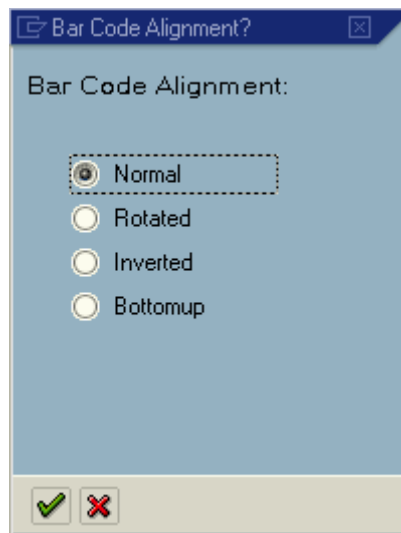 Bar Code Alignment?
Bar Code Alignment:
Normal
Rotated
Inverted
Bottomup